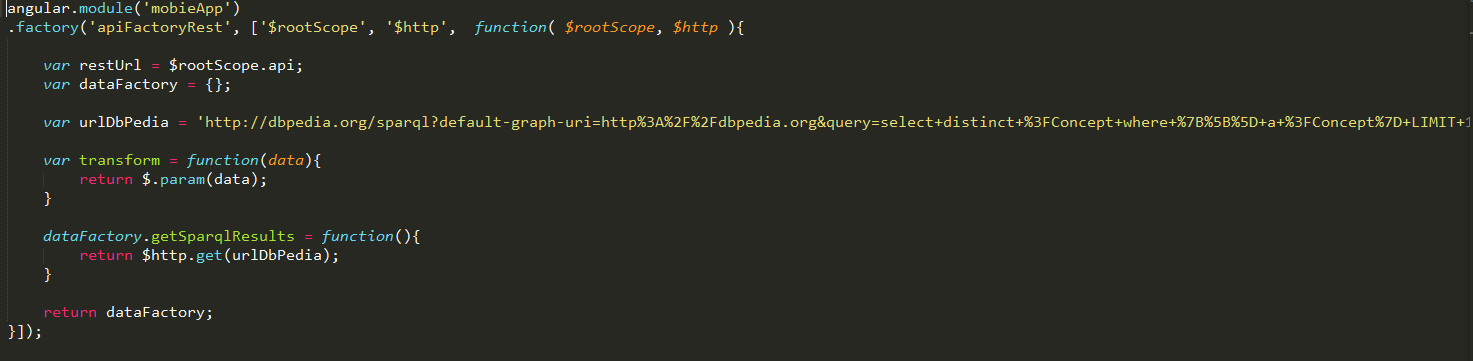 angular.module('mobieApp')
.factory('apiFactoryRest', ['$rootScope', '$http',  function( $rootScope, $http ){
var restUrl = $rootScope.api;
var dataFactory = {};
var urlDbPedia = 'http://dbpedia.org/sparql?default-graph-uri=http%3A%2F%2Fdbpedia.org&query=select+distinct+%3FConcept+where+%7B%5B%5D+a+%3FConcept%7D+LIMIT+1
var transform = function(data){
return $.param(data);
}
dataFactory.getSparqlResults = function(){
return $http.get(urlDbPedia);
}
return dataFactory;
}]);